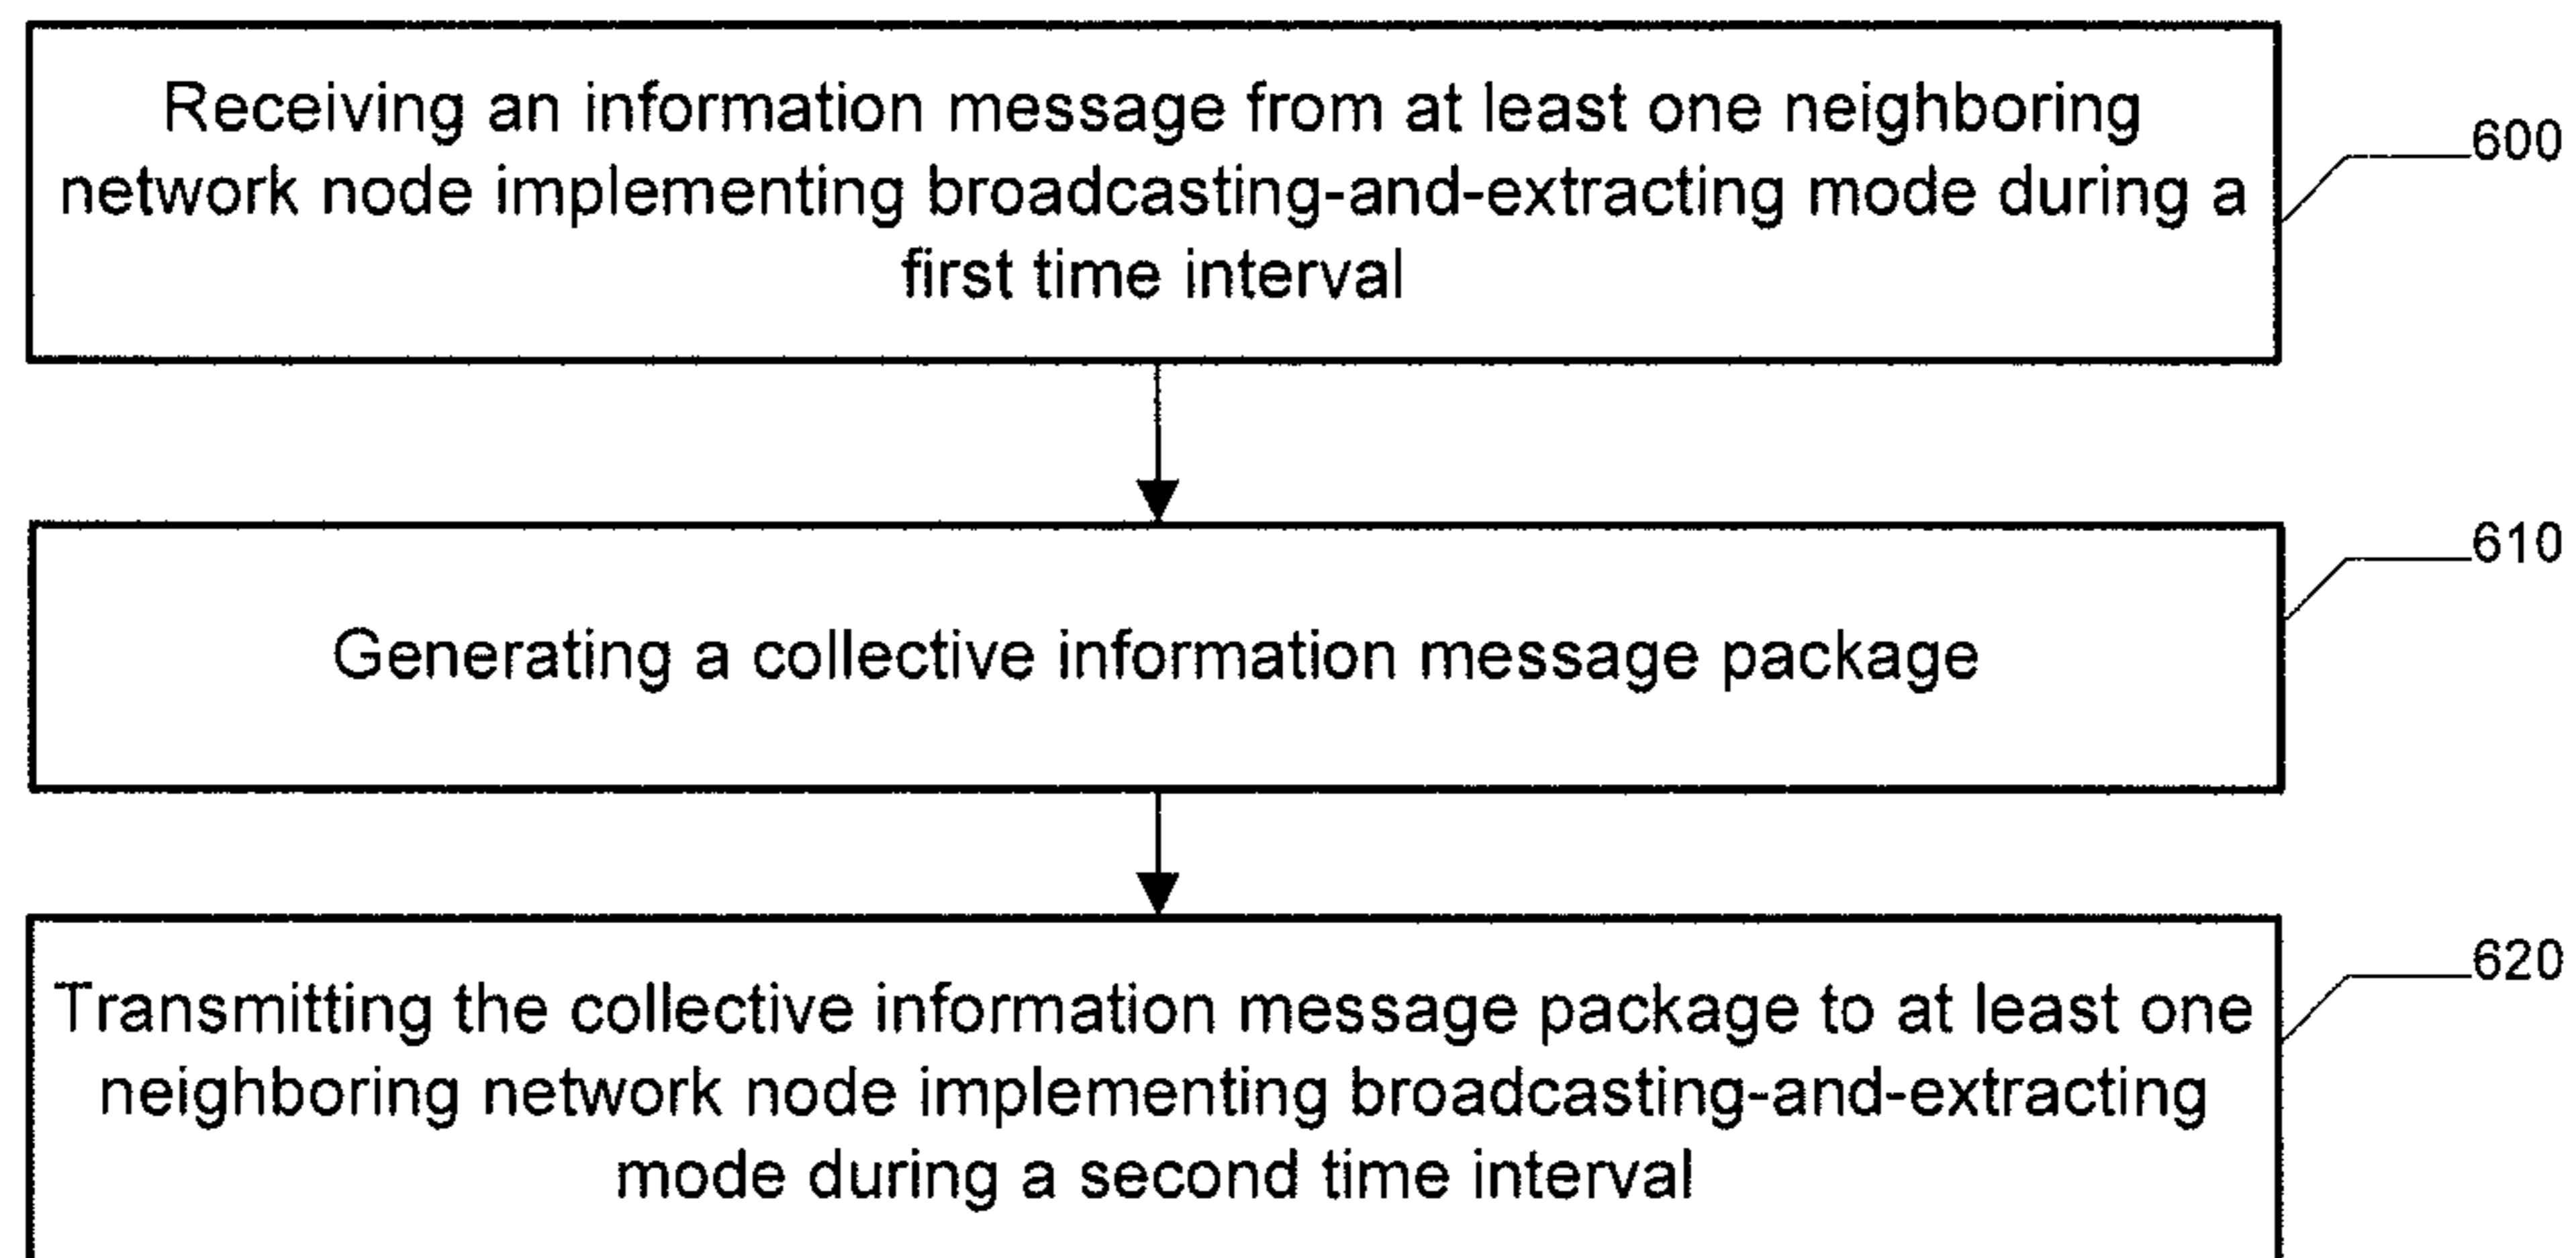 Receiving an information message from at least one neighboring
network node implementing broadcasting-and-extracting mode during a
first time interval
600
Generating a collective information message package
610
Transmitting the collective information message package to at least one
neighboring network node implementing broadcasting-and-extracting
mode during a second time interval
620